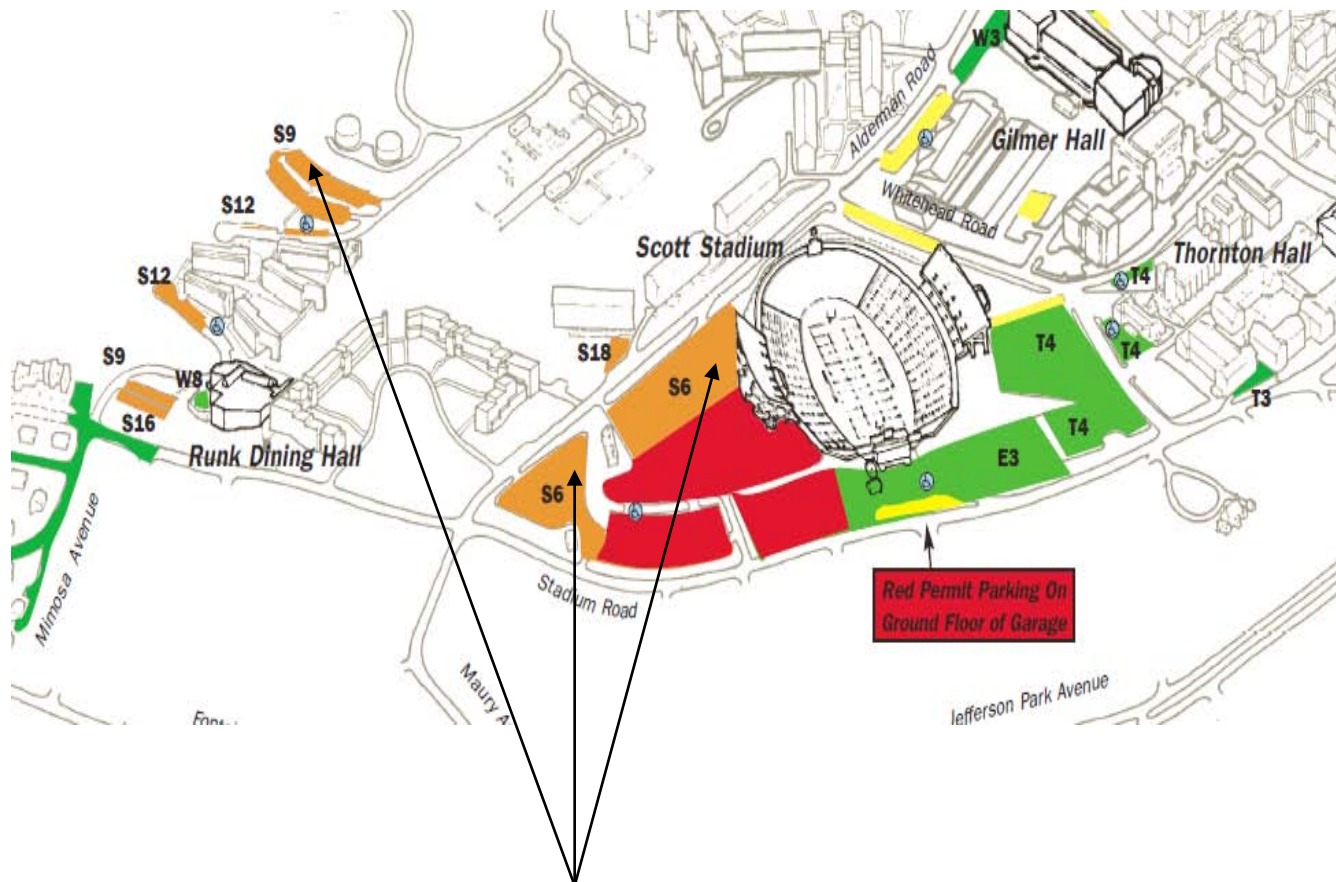 W3
Alderman Road
Gilmer Hall
S9
Whitehead Road
S12
Scott Stadium
Thornton Hall
S12
T4
S18
T4
T4
S9
W8
S6
T3
S16
T4
Runk Dining Hall
E3
S6
Mimosa Avenue
Stadium Road
Red Permit Parking On
Ground Floor of Garage
Maury A
Jefferson Park Avenue